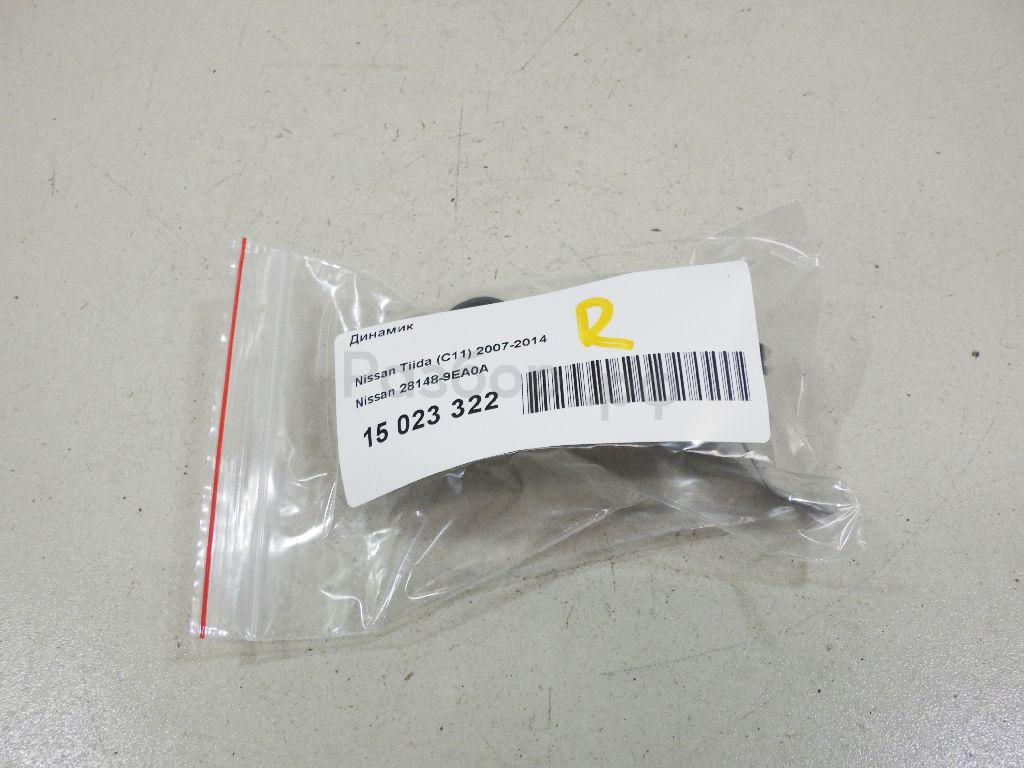 Динамик
R
Nissan Tiida (C11) 2007-2014
Nissan 28148-9EA0A
15 023 322